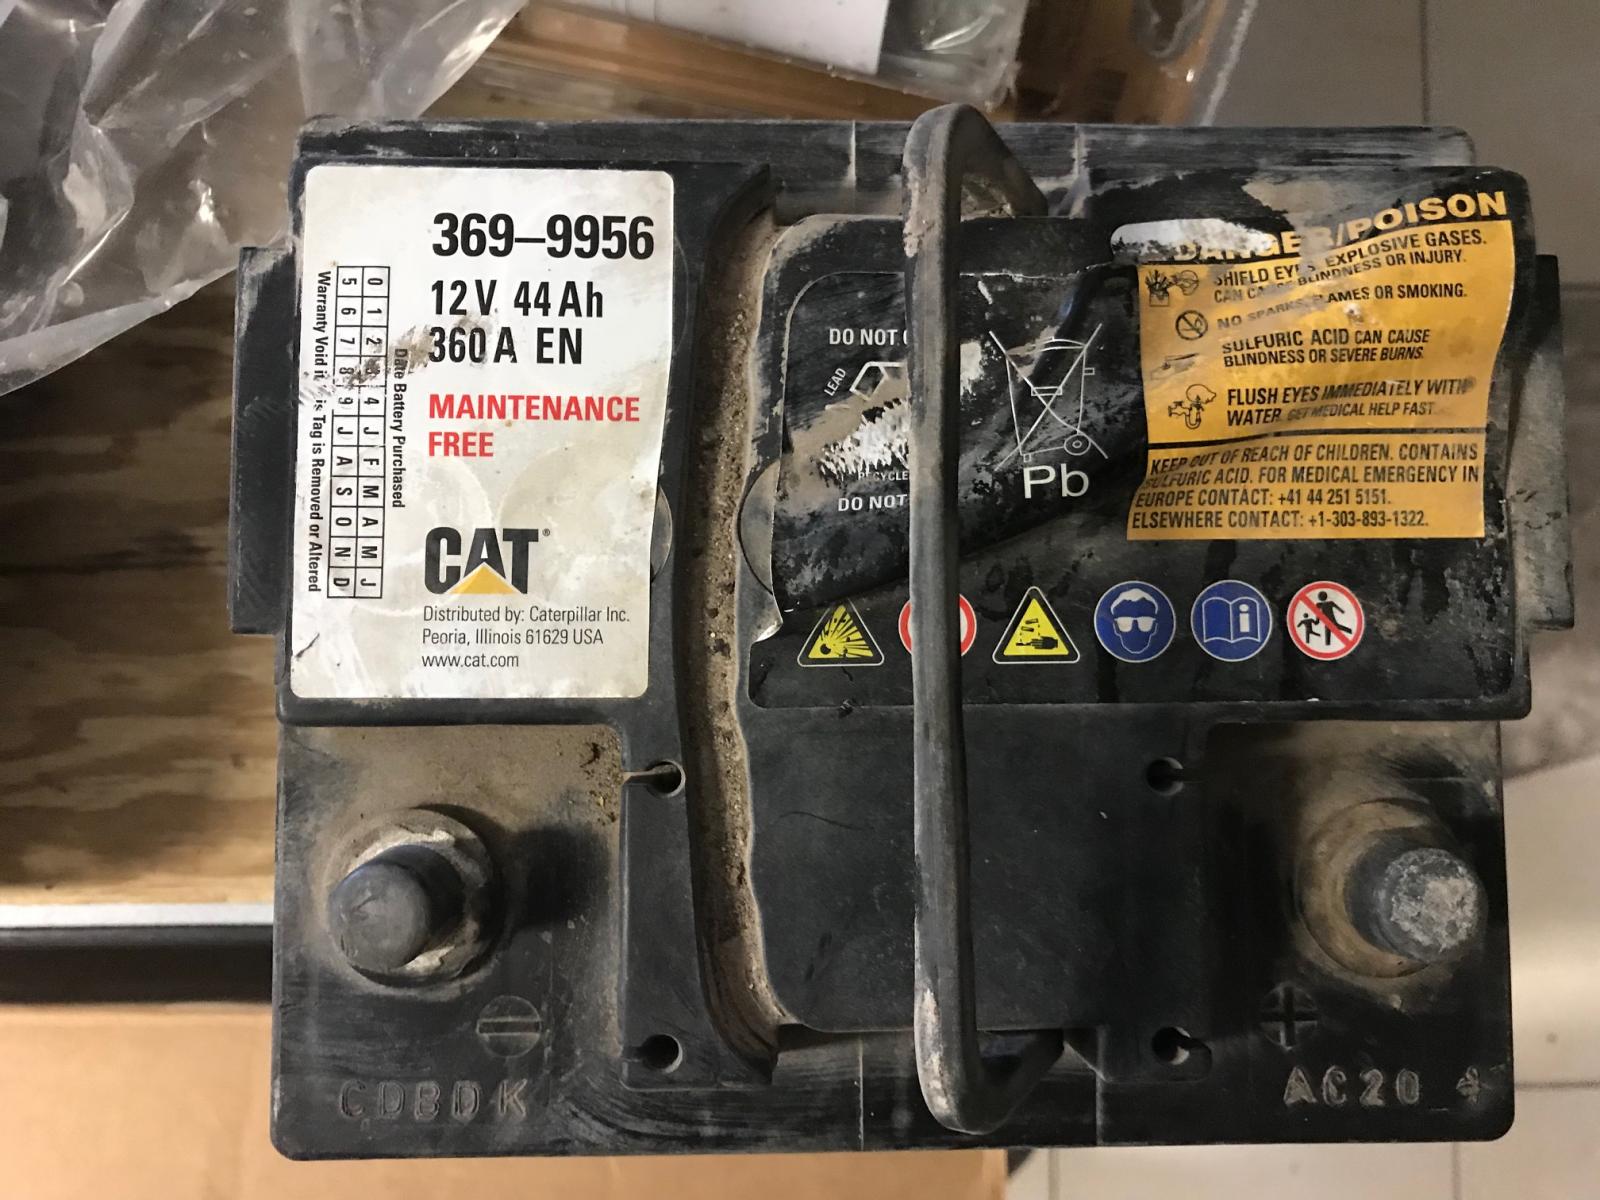 369–9956
12V 44Ah
360A EN
MAINTENANCE
FREE
CAT®
Distributed by: Caterpillar Inc.
Peoria, Illinois 61629 USA
www.cat.com
Date Battery Purchased
0 1 2 3 4 J F M A M J
5 6 7 8 9 J A S O N D
Warranty Void if is Tag is Removed or Altered
DO NOT
LEAD
RECYCLE
DO NOT
Pb
DANGER/POISON
SHIELD EYES. EXPLOSIVE GASES.
CAN CAUSE BLINDNESS OR INJURY.
NO SPARKS, FLAMES OR SMOKING.
SULFURIC ACID CAN CAUSE
BLINDNESS OR SEVERE BURNS.
FLUSH EYES IMMEDIATELY WITH
WATER. GET MEDICAL HELP FAST.
KEEP OUT OF REACH OF CHILDREN. CONTAINS
SULFURIC ACID. FOR MEDICAL EMERGENCY IN
EUROPE CONTACT: +41 44 251 5151.
ELSEWHERE CONTACT: +1-303-893-1322.
CDBDK
AC20 4